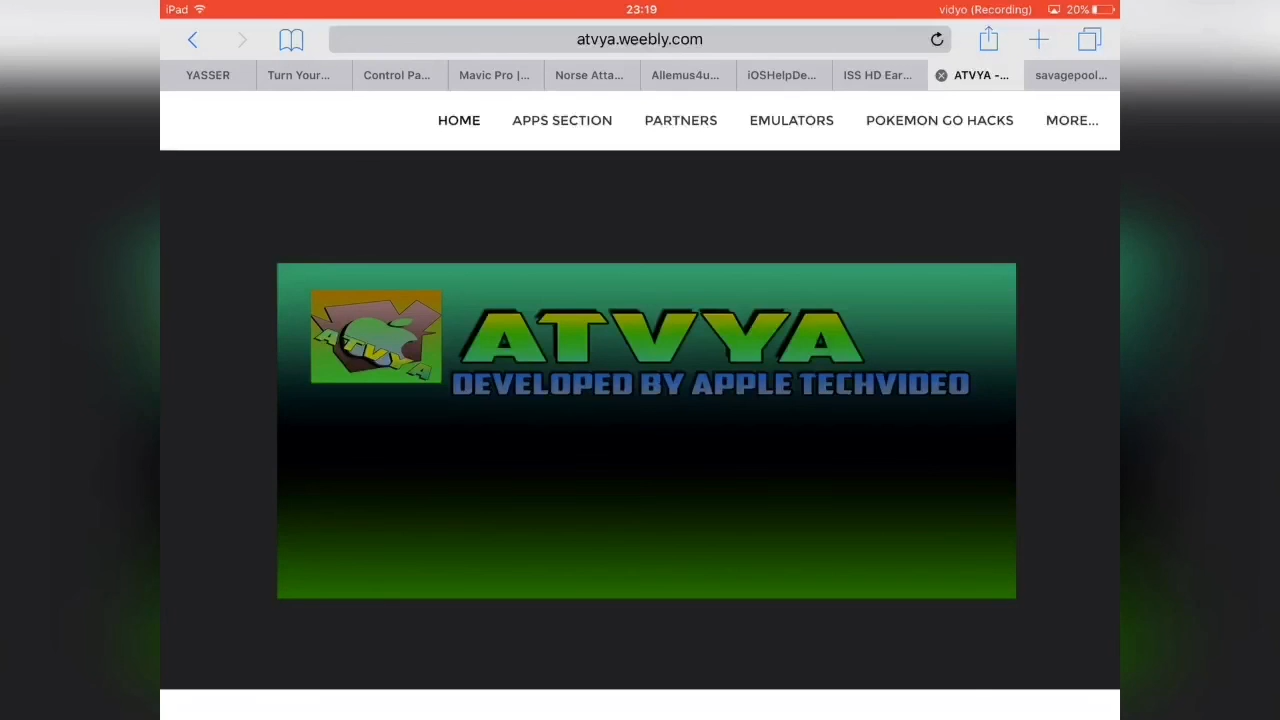 iPad 23:19 vidyo (Recording) 20%
atvya.weebly.com
YASSER Turn Your... Control Pa... Mavic Pro |... Norse Atta... Allemus4u... iOSHelpDe... ISS HD Ear... ATVYA -... savagepool...
HOME APPS SECTION PARTNERS EMULATORS POKEMON GO HACKS MORE...
ATVYA
ATVYA
DEVELOPED BY APPLE TECHVIDEO